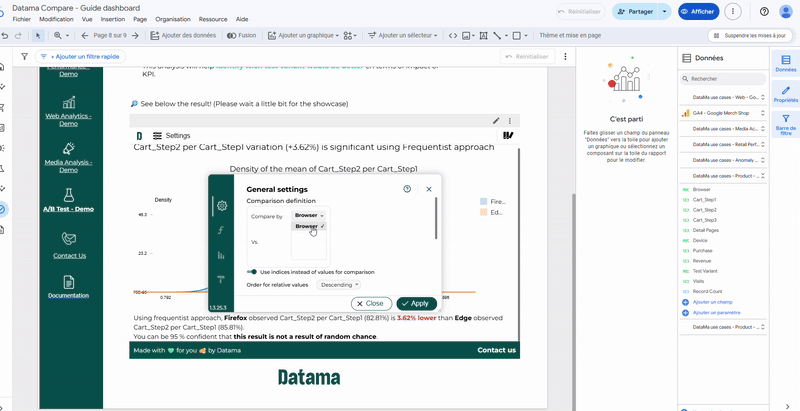 Datama Compare - Guide dashboard
Fichier Modification Vue Insertion Page Organisation Ressource Aide
Réinitialiser
Partager
Afficher
Page 8 sur 9
Ajouter des données
Fusion
Ajouter un graphique
Ajouter un sélecteur
Thème et mise en page
Suspendre les mises à jour
+ Ajouter un filtre rapide
Réinitialiser
Demo
Web Analytics -
Demo
Media Analysis -
Demo
A/B Test - Demo
Contact Us
Documentation
KPI.
See below the result! (Please wait a little bit for the showcase)
Settings
Cart_Step2 per Cart_Step1 variation (+3.62%) is significant using Frequentist approach
Density of the mean of Cart_Step2 per Cart_Step1
Density
46.3
23.2
0.792
Fire...
Ed...
General settings
Comparison definition
Compare by
Browser
Browser
Vs
Use indices instead of values for comparison
Order for relative values
Descending
Close
Apply
1.3.25.3
Using frequentist approach, Firefox observed Cart_Step2 per Cart_Step1 (82.81%) is 3.62% lower than Edge observed
Cart_Step2 per Cart_Step1 (85.81%).
You can be 95 % confident that this result is not a result of random chance.
Made with for you by Datama
Contact us
Datama
C'est parti
Faites glisser un champ du panneau
"Données" vers la toile pour ajouter
un graphique ou sélectionnez un
composant sur la toile du rapport
pour le modifier.
Données
Rechercher
DataMa use cases - Web - Go...
GA4 - Google Merch Shop
DataMa use cases - Media Ac...
DataMa use cases - Retail Perf...
DataMa use cases - Anomaly ...
DataMa use cases - Product - ...
Browser
Cart_Step1
Cart_Step2
Cart_Step3
Detail Pages
Device
Purchase
Revenue
Test Variant
Visits
Record Count
Ajouter un champ
Ajouter un paramètre
DataMa use cases - Product - ...
Données
Propriétés
Barre de
filtre